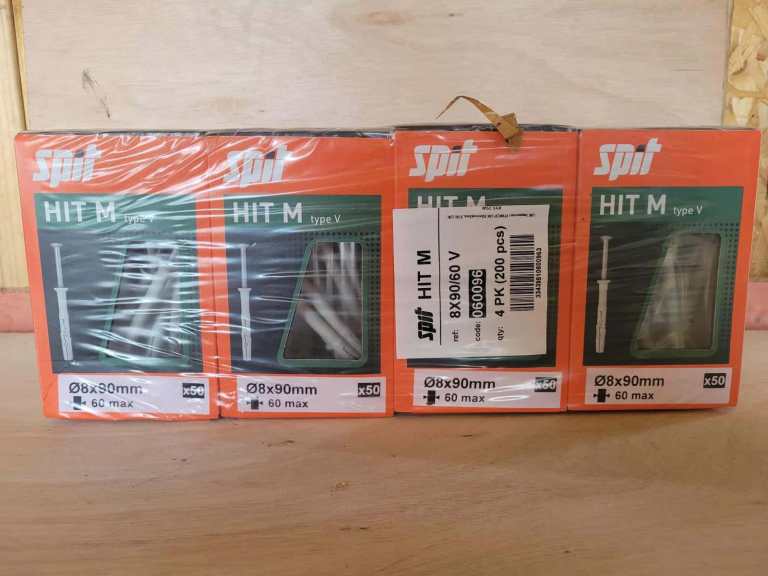 spit
HIT M type V
Ø8x90mm
60 max
x50
spit
HIT M type V
Ø8x90mm
60 max
x50
spit
HIT M
Ø8x90mm
60 max
x50
spit HIT M
ref: 8X90/60 V
code: 060096
qty: 4 PK (200 pcs)
spit
HIT M type V
Ø8x90mm
60 max
x50